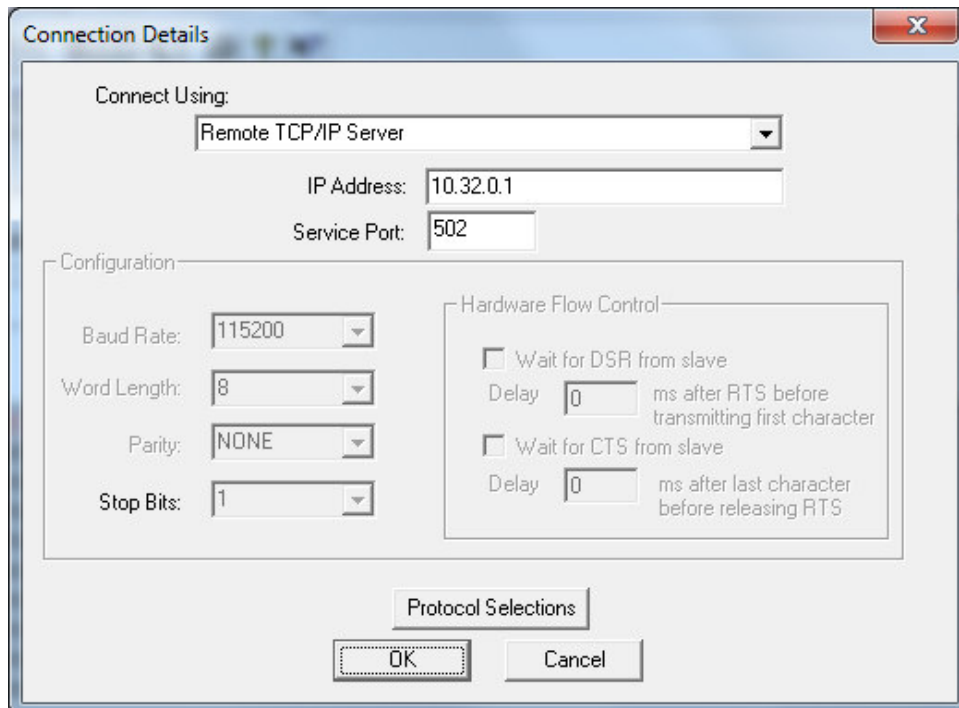 Connection Details
Connect Using:
Remote TCP/IP Server
IP Address: 10.32.0.1
Service Port: 502
Configuration
Baud Rate: 115200
Word Length: 8
Parity: NONE
Stop Bits: 1
Hardware Flow Control
Wait for DSR from slave
Delay 0 ms after RTS before
transmitting first character
Wait for CTS from slave
Delay 0 ms after last character
before releasing RTS
Protocol Selections
OK Cancel